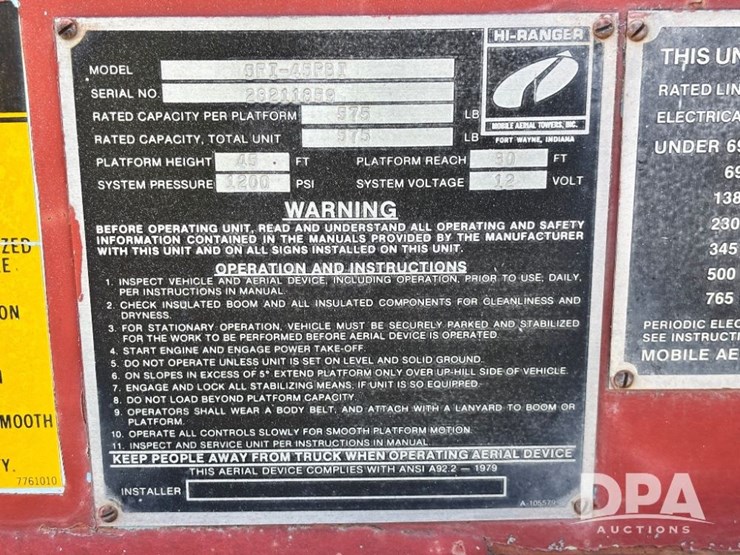 HI-RANGER
MOBILE AERIAL TOWERS, INC.
FORT WAYNE, INDIANA
MODEL
SERIAL NO.
RATED CAPACITY PER PLATFORM 575 LB
RATED CAPACITY, TOTAL UNIT 575 LB
PLATFORM HEIGHT 45 FT PLATFORM REACH 30 FT
SYSTEM PRESSURE 1200 PSI SYSTEM VOLTAGE 12 VOLT
WARNING
BEFORE OPERATING UNIT, READ AND UNDERSTAND ALL OPERATING AND SAFETY
INFORMATION CONTAINED IN THE MANUALS PROVIDED BY THE MANUFACTURER
WITH THIS UNIT AND ON ALL SIGNS INSTALLED ON THIS UNIT.
OPERATION AND INSTRUCTIONS
1. INSPECT VEHICLE AND AERIAL DEVICE, INCLUDING OPERATION, PRIOR TO USE, DAILY,
PER INSTRUCTIONS IN MANUAL.
2. CHECK INSULATED BOOM AND ALL INSULATED COMPONENTS FOR CLEANLINESS AND
DRYNESS.
3. FOR STATIONARY OPERATION, VEHICLE MUST BE SECURELY PARKED AND STABILIZED
FOR THE WORK TO BE PERFORMED BEFORE AERIAL DEVICE IS OPERATED.
4. START ENGINE AND ENGAGE POWER TAKE-OFF.
5. DO NOT OPERATE UNLESS UNIT IS SET ON LEVEL AND SOLID GROUND.
6. ON SLOPES IN EXCESS OF 5° EXTEND PLATFORM ONLY OVER UP-HILL SIDE OF VEHICLE.
7. ENGAGE AND LOCK ALL STABILIZING MEANS, IF UNIT IS SO EQUIPPED.
8. DO NOT LOAD BEYOND PLATFORM CAPACITY.
9. OPERATORS SHALL WEAR A BODY BELT, AND ATTACH WITH A LANYARD TO BOOM OR
PLATFORM.
10. OPERATE ALL CONTROLS SLOWLY FOR SMOOTH PLATFORM MOTION.
11. INSPECT AND SERVICE UNIT PER INSTRUCTIONS IN MANUAL.
KEEP PEOPLE AWAY FROM TRUCK WHEN OPERATING AERIAL DEVICE
THIS AERIAL DEVICE COMPLIES WITH ANSI A92.2 — 1979
INSTALLER
THIS UN
RATED LIN
ELECTRICA
UNDER 69
69
138
230
345
500
765
PERIODIC ELEC
SEE INSTRUCT
MOBILE AE
ZED
E.
ON
N
SMOOTH
Y.
7761010
DPA
AUCTIONS